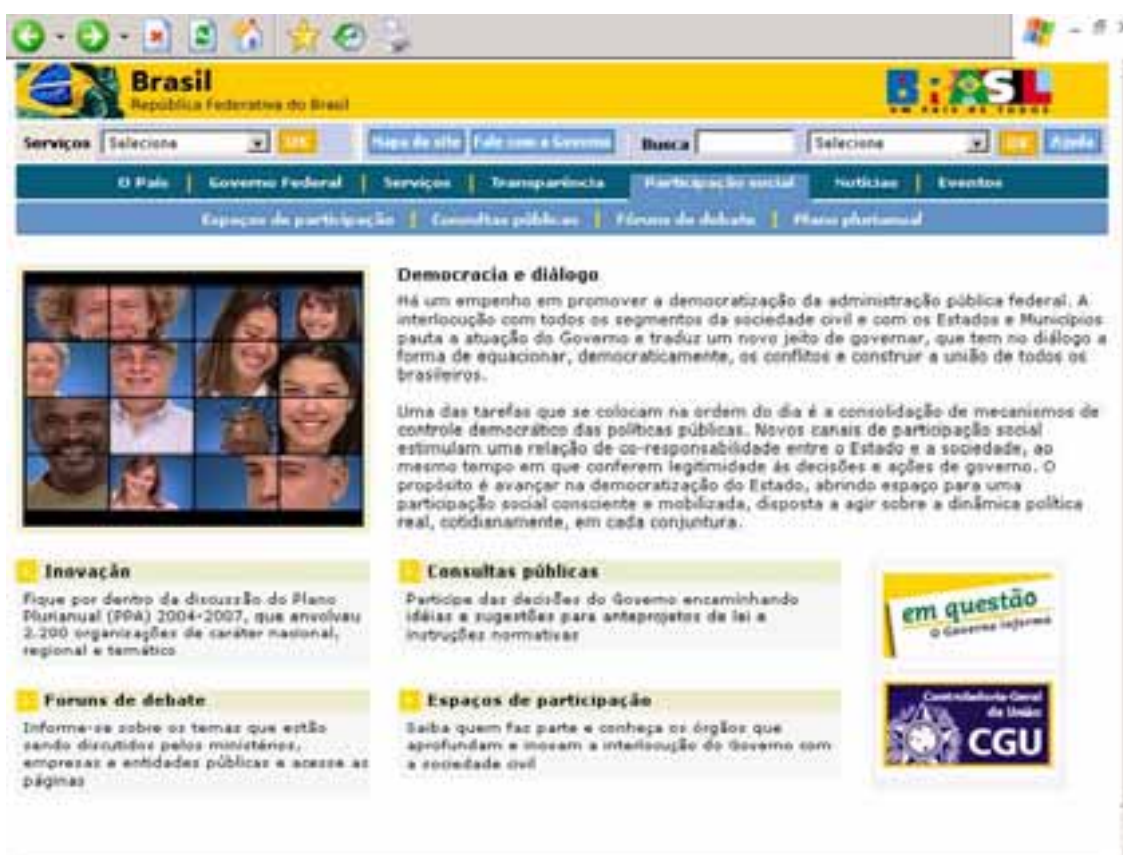 Brasil
República Federativa do Brasil
BRASIL
UM PAÍS DE TODOS
Serviços Seleciona OK Mapa do site Fale com o Governo Busca Seleciona OK Ajuda
O País Governo Federal Serviços Transparência Participação social Notícias Eventos
Espaços de participação Consultas públicas Fóruns de debate Plano plurianual
Democracia e diálogo
Há um empenho em promover a democratização da administração pública federal. A
interlocução com todos os segmentos da sociedade civil e com os Estados e Municípios
pauta a atuação do Governo e traduz um novo jeito de governar, que tem no diálogo a
forma de equacionar, democraticamente, os conflitos e construir a união de todos os
brasileiros.
Uma das tarefas que se colocam na ordem do dia é a consolidação de mecanismos de
controle democrático das políticas públicas. Novos canais de participação social
estimulam uma relação de co-responsabilidade entre o Estado e a sociedade, ao
mesmo tempo em que conferem legitimidade às decisões e ações de governo. O
propósito é avançar na democratização do Estado, abrindo espaço para uma
participação social consciente e mobilizada, disposta a agir sobre a dinâmica política
real, cotidianamente, em cada conjuntura.
Inovação
Fique por dentro da discussão do Plano
Plurianual (PPA) 2004-2007, que envolveu
2.200 organizações de caráter nacional,
regional e temático
Consultas públicas
Participe das decisões do Governo encaminhando
idéias e sugestões para anteprojetos de lei e
instruções normativas
em questão
O Governo informa
Foruns de debate
Informe-se sobre os temas que estão
sendo discutidos pelos ministérios,
empresas e entidades públicas e acesse as
páginas
Espaços de participação
Saiba quem faz parte e conheça os órgãos que
aprofundam e inovam a interlocução do Governo com
a sociedade civil
Controladoria-Geral
da União
CGU